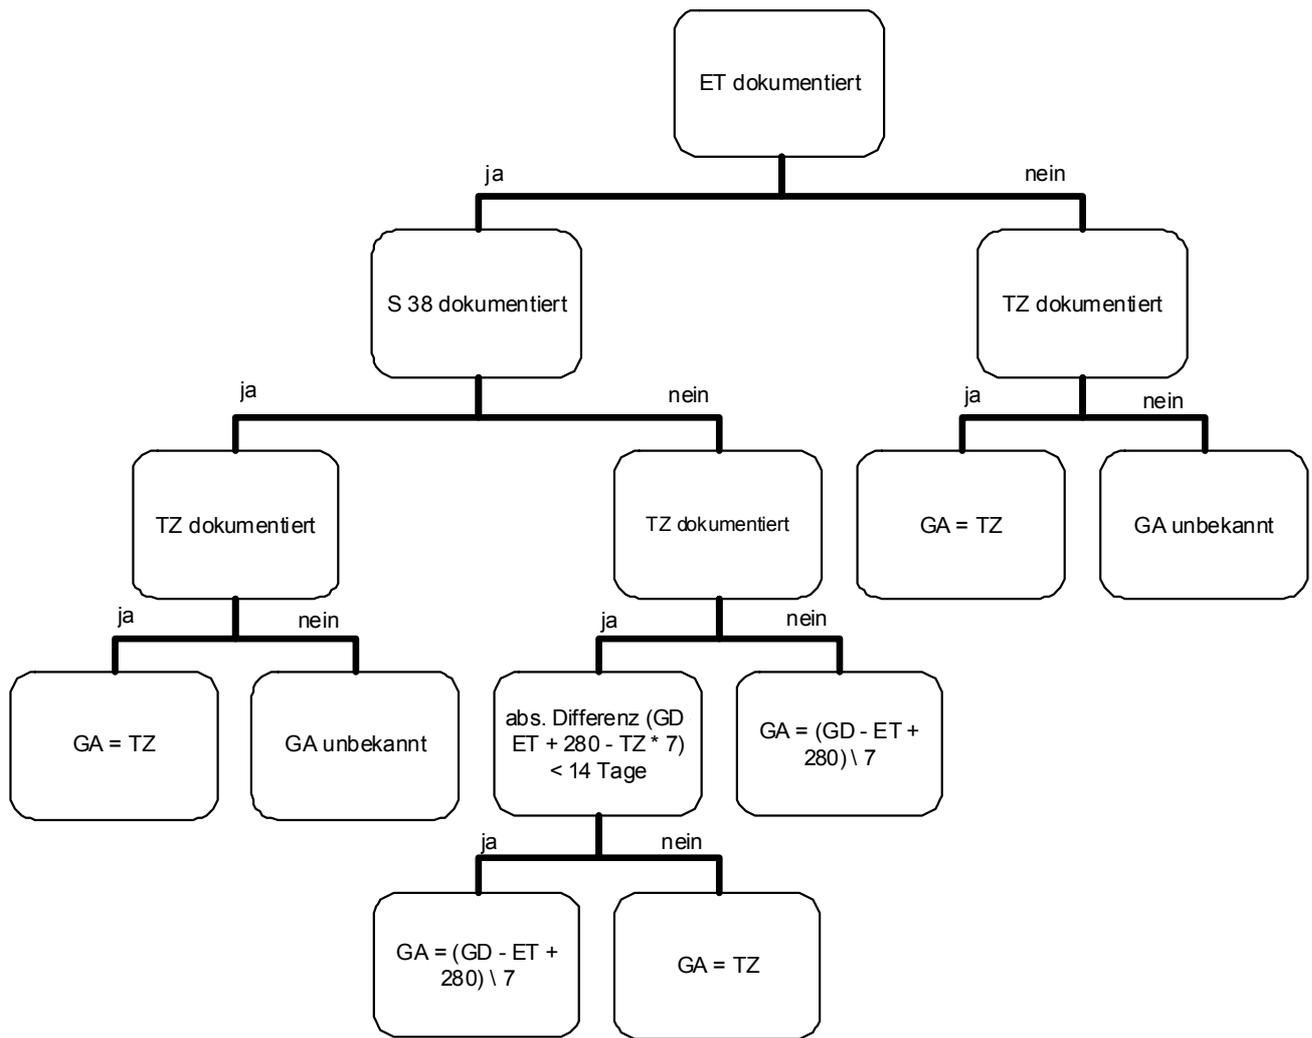 ET dokumentiert
ja
nein
S 38 dokumentiert
TZ dokumentiert
ja
nein
ja
nein
TZ dokumentiert
TZ dokumentiert
GA = TZ
GA unbekannt
ja
nein
ja
nein
GA = TZ
GA unbekannt
abs. Differenz (GD
ET + 280 - TZ * 7)
< 14 Tage
GA = (GD - ET +
280) \ 7
ja
nein
GA = (GD - ET +
280) \ 7
GA = TZ